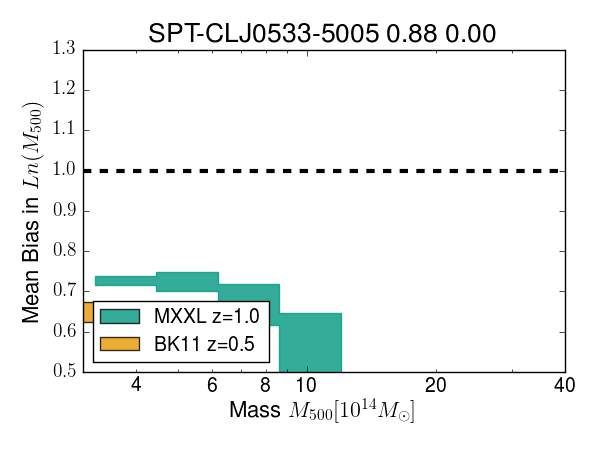 SPT-CLJ0533-5005 0.88 0.00
Mean Bias in Ln(M500)
1.3
1.2
1.1
1.0
0.9
0.8
0.7
0.6
0.5
MXXL z=1.0
BK11 z=0.5
4 6 8 10 20 40
Mass M500[10^14 M⊙]